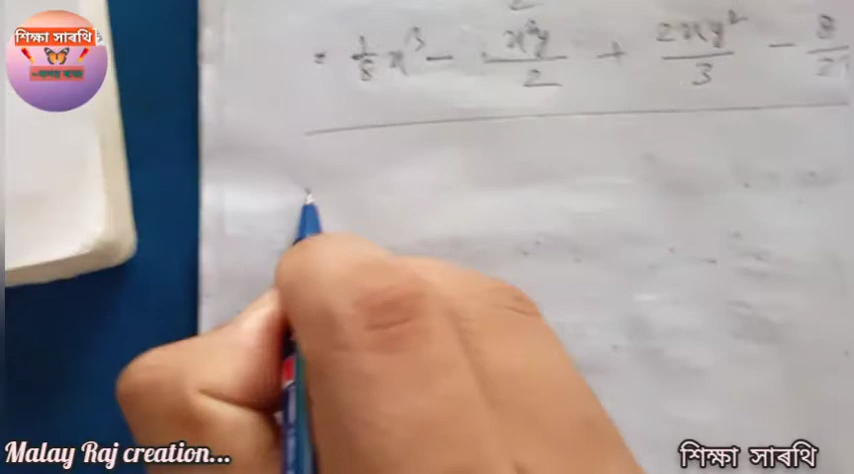 শিক্ষা সাৰথি
= 1/8 x³ - x²y/2 + 2xy²/3 - 8/27
Malay Raj creation...
শিক্ষা সাৰথি